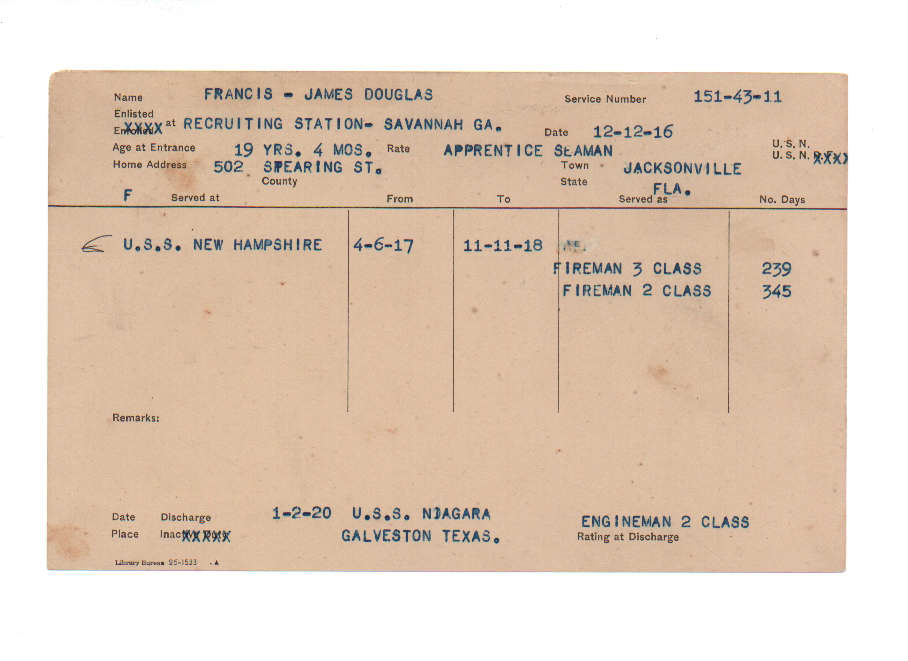 Name FRANCIS - JAMES DOUGLAS Service Number 151-43-11
Enlisted
Enrolled XXXX at RECRUITING STATION- SAVANNAH GA. Date 12-12-16
Age at Entrance 19 YRS. 4 MOS. Rate APPRENTICE SEAMAN U. S. N.
U. S. N. XXXX
Home Address 502 SPEARING ST. Town JACKSONVILLE
County State FLA.
F Served at From To Served as No. Days
U.S.S. NEW HAMPSHIRE 4-6-17 11-11-18
FIREMAN 3 CLASS 239
FIREMAN 2 CLASS 345
Remarks:
Date Discharge 1-2-20 U.S.S. NIAGARA ENGINEMAN 2 CLASS
Place GALVESTON TEXAS. Rating at Discharge
Library Bureau 25-1523 .A